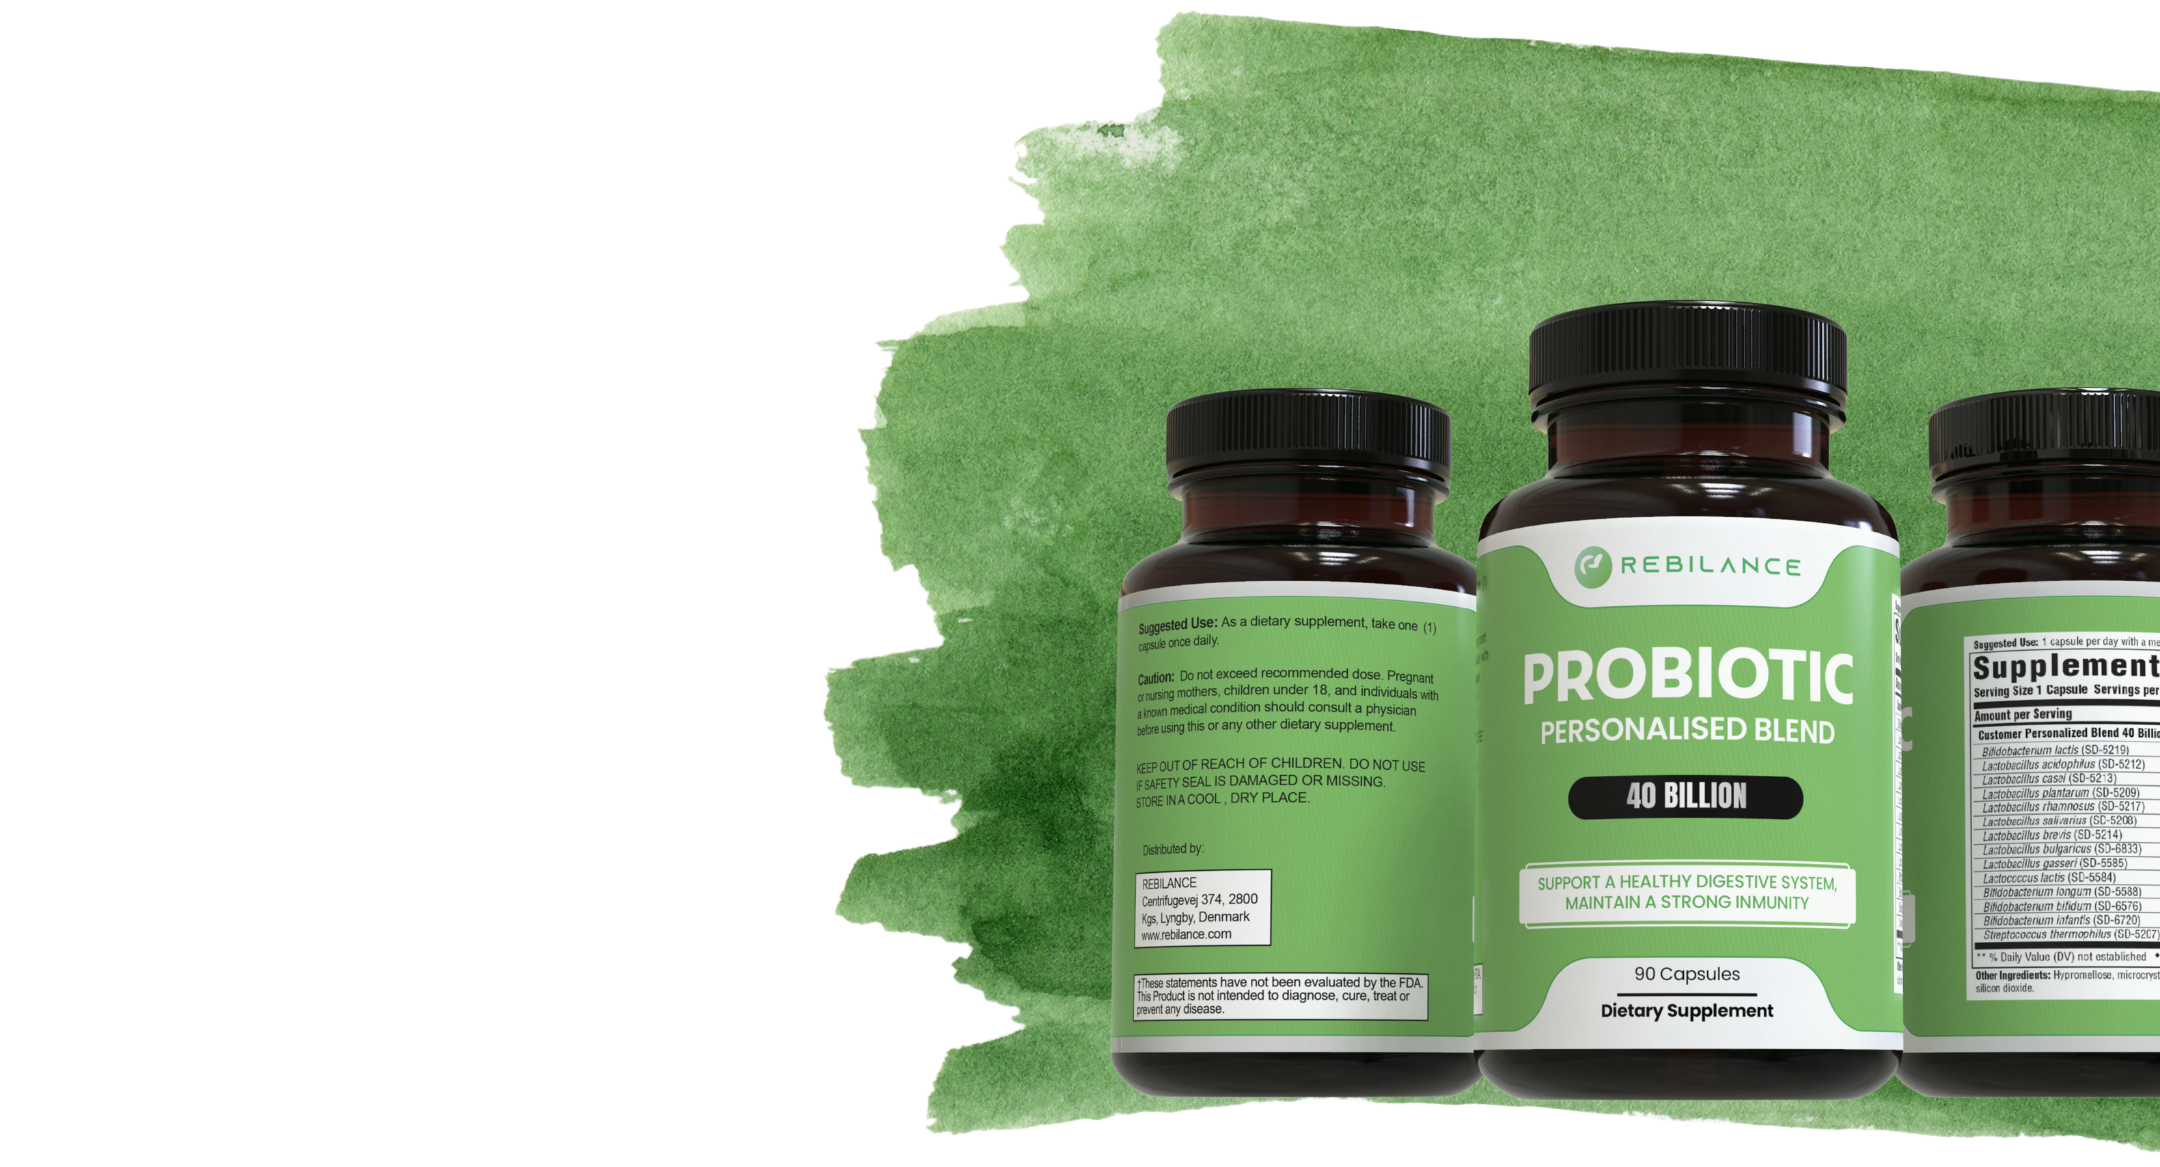 Suggested Use: As a dietary supplement, take one (1)
capsule once daily.
Caution: Do not exceed recommended dose. Pregnant
or nursing mothers, children under 18, and individuals with
a known medical condition should consult a physician
before using this or any other dietary supplement.
KEEP OUT OF REACH OF CHILDREN. DO NOT USE
IF SAFETY SEAL IS DAMAGED OR MISSING.
STORE IN A COOL , DRY PLACE.
Distributed by:
REBILANCE
Centrifugevej 374, 2800
Kgs, Lyngby, Denmark
www.rebilance.com
†These statements have not been evaluated by the FDA.
This Product is not intended to diagnose, cure, treat or
prevent any disease.
REBILANCE
PROBIOTIC
PERSONALISED BLEND
40 BILLION
SUPPORT A HEALTHY DIGESTIVE SYSTEM,
MAINTAIN A STRONG INMUNITY
90 Capsules
Dietary Supplement
Suggested Use: 1 capsule per day with a
Supplement
Serving Size 1 Capsule Servings per
Amount per Serving
Customer Personalized Blend 40
Bifidobacterium lactis (SD-5219)
Lactobacillus acidophilus (SD-5212)
Lactobacillus casei (SD-5213)
Lactobacillus plantarum (SD-5209)
Lactobacillus rhamnosus (SD-5217)
Lactobacillus salivarius (SD-5208)
Lactobacillus brevis (SD-5214)
Lactobacillus bulgaricus (SD-6833)
Lactobacillus gasseri (SD-5585)
Lactococcus lactis (SD-5584)
Bifidobacterium longum (SD-5588)
Bifidobacterium bifidum (SD-6576)
Bifidobacterium infantis (SD-6720)
Streptococcus thermophilus (SD-5207)
** % Daily Value (DV) not established
Other Ingredients: Hypromellose,
silicon dioxide.